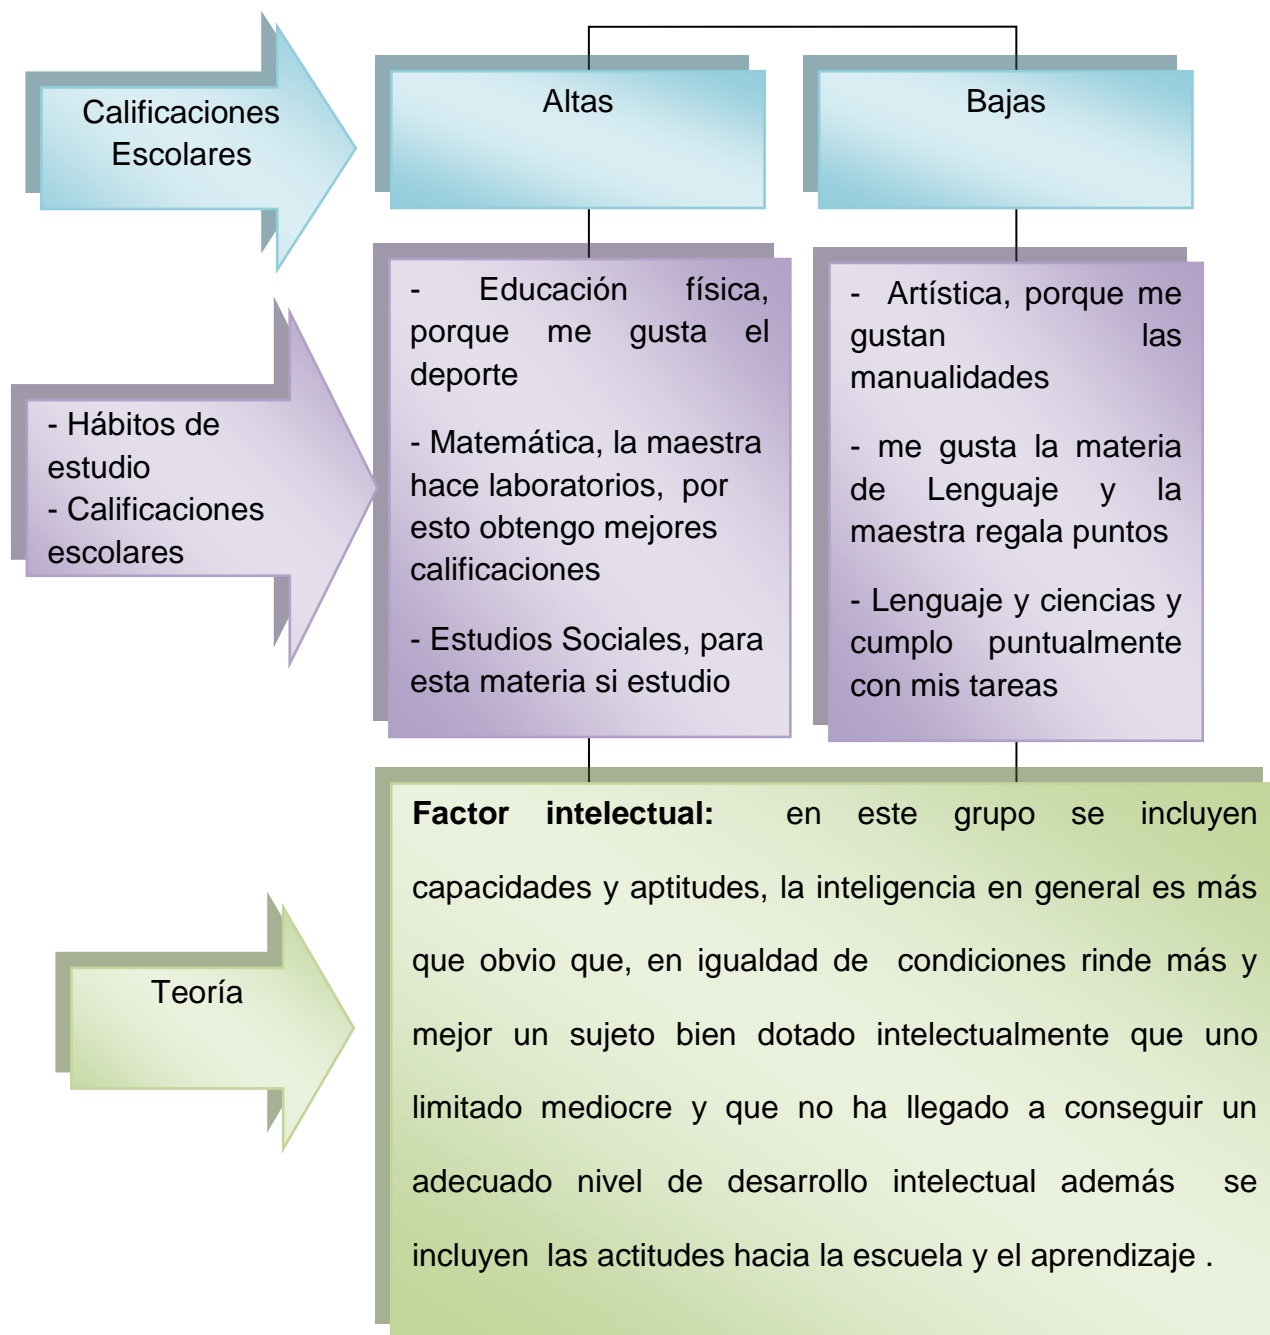 Calificaciones
Escolares
Altas
Bajas
- Hábitos de
estudio
- Calificaciones
escolares
- Educación física,
porque me gusta el
deporte
- Matemática, la maestra
hace laboratorios, por
esto obtengo mejores
calificaciones
- Estudios Sociales, para
esta materia si estudio
- Artística, porque me
gustan las
manualidades
- me gusta la materia
de Lenguaje y la
maestra regala puntos
- Lenguaje y ciencias y
cumplo puntualmente
con mis tareas
Teoría
Factor intelectual: en este grupo se incluyen
capacidades y aptitudes, la inteligencia en general es más
que obvio que, en igualdad de condiciones rinde más y
mejor un sujeto bien dotado intelectualmente que uno
limitado mediocre y que no ha llegado a conseguir un
adecuado nivel de desarrollo intelectual además se
incluyen las actitudes hacia la escuela y el aprendizaje .